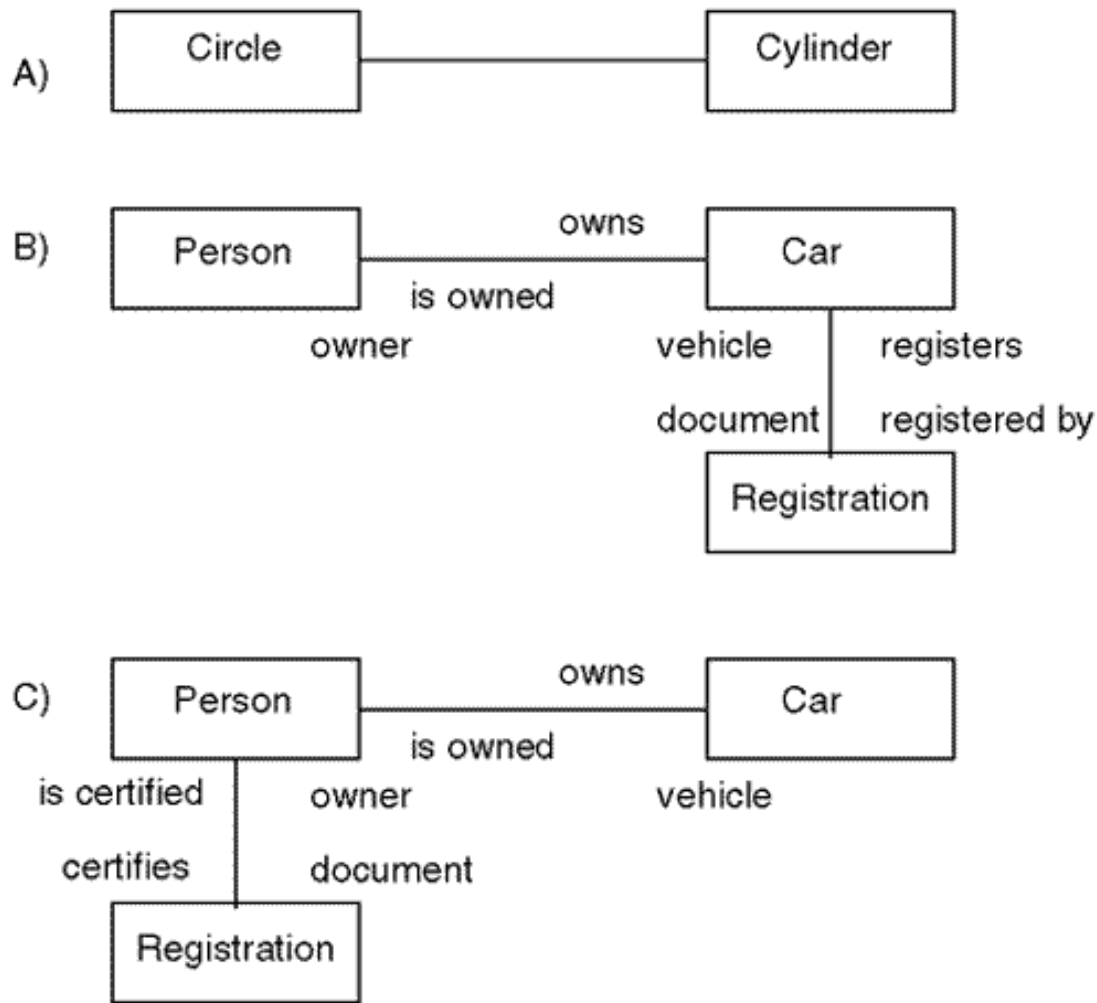 A)
Circle
Cylinder
B)
Person
owns
Car
is owned
owner
vehicle
registers
document
registered by
Registration
C)
Person
owns
Car
is owned
is certified
owner
vehicle
certifies
document
Registration